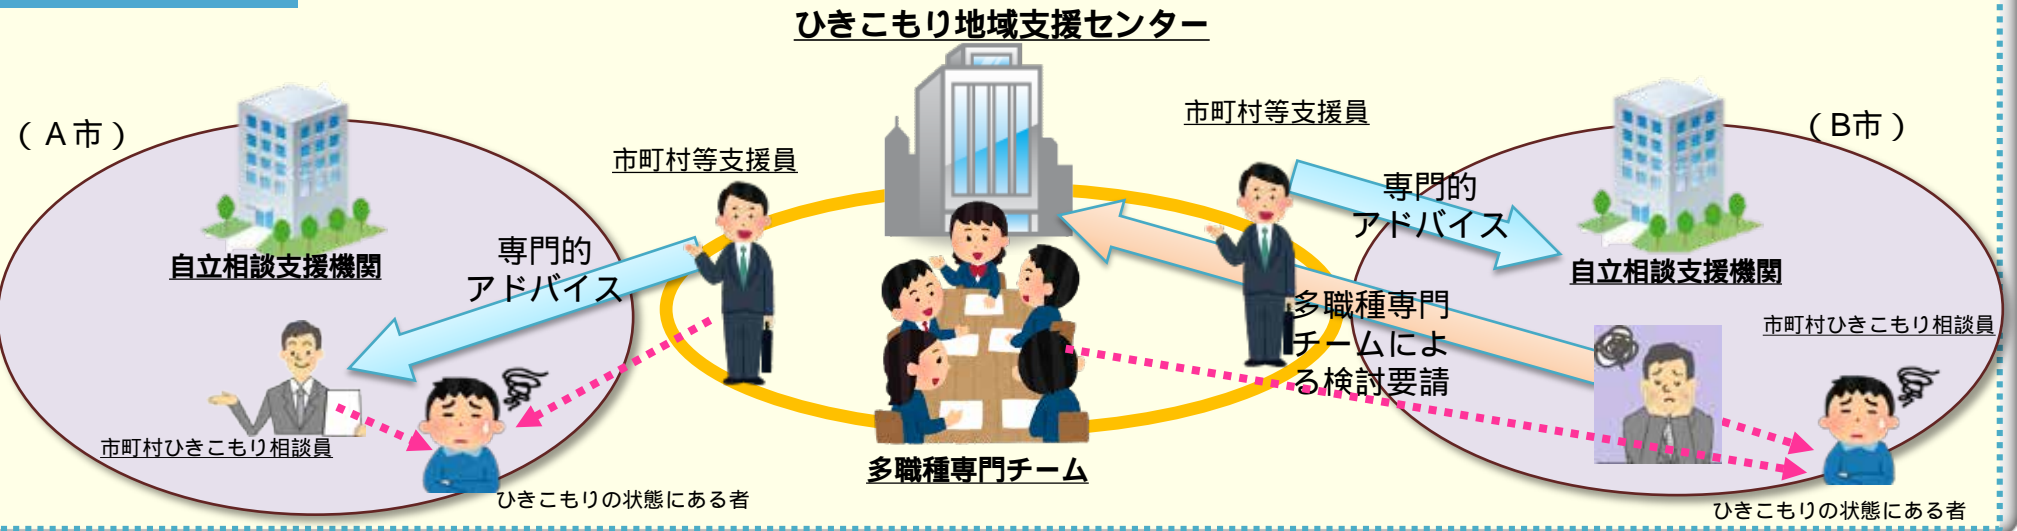 ひきこもり地域支援センター
（A市）
市町村等支援員
専門的
アドバイス
自立相談支援機関
市町村ひきこもり相談員
ひきこもりの状態にある者
多職種専門チーム
市町村等支援員
（B市）
専門的
アドバイス
自立相談支援機関
多職種専門
チームによ
る検討要請
市町村ひきこもり相談員
ひきこもりの状態にある者